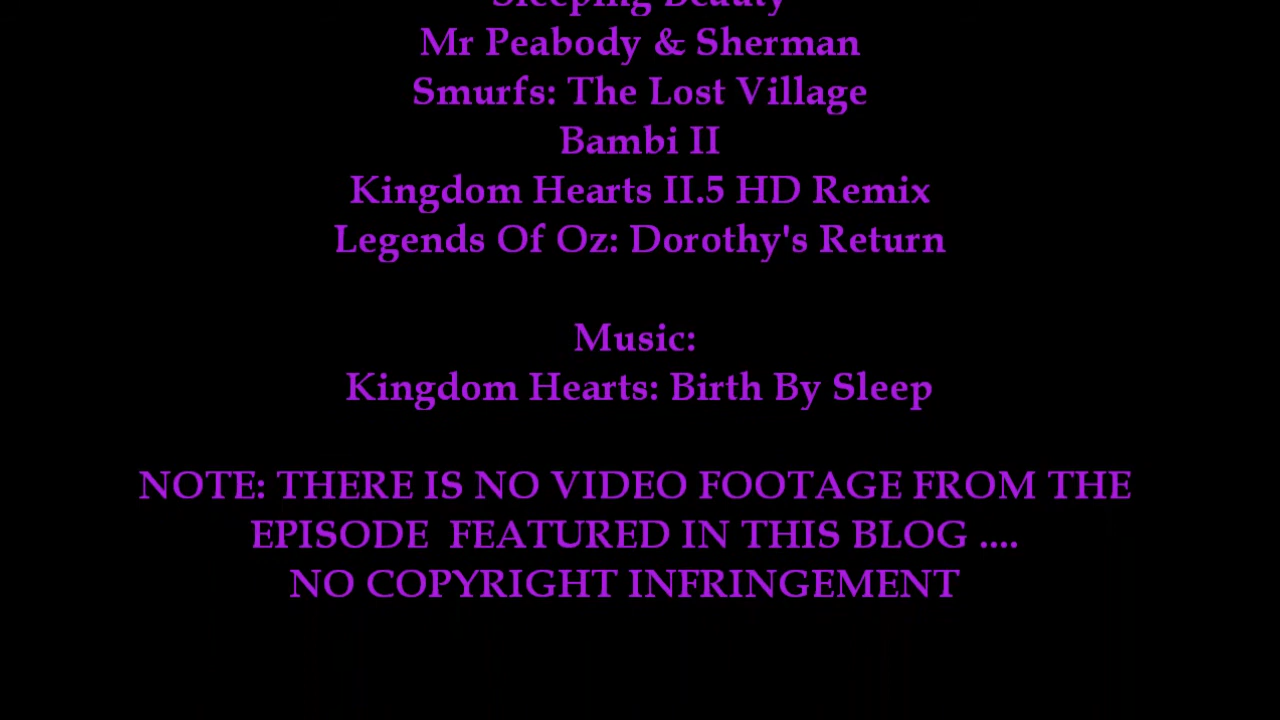 Sleeping Beauty
Mr Peabody & Sherman
Smurfs: The Lost Village
Bambi II
Kingdom Hearts II.5 HD Remix
Legends Of Oz: Dorothy's Return
Music:
Kingdom Hearts: Birth By Sleep
NOTE: THERE IS NO VIDEO FOOTAGE FROM THE
EPISODE  FEATURED IN THIS BLOG ....
NO COPYRIGHT INFRINGEMENT